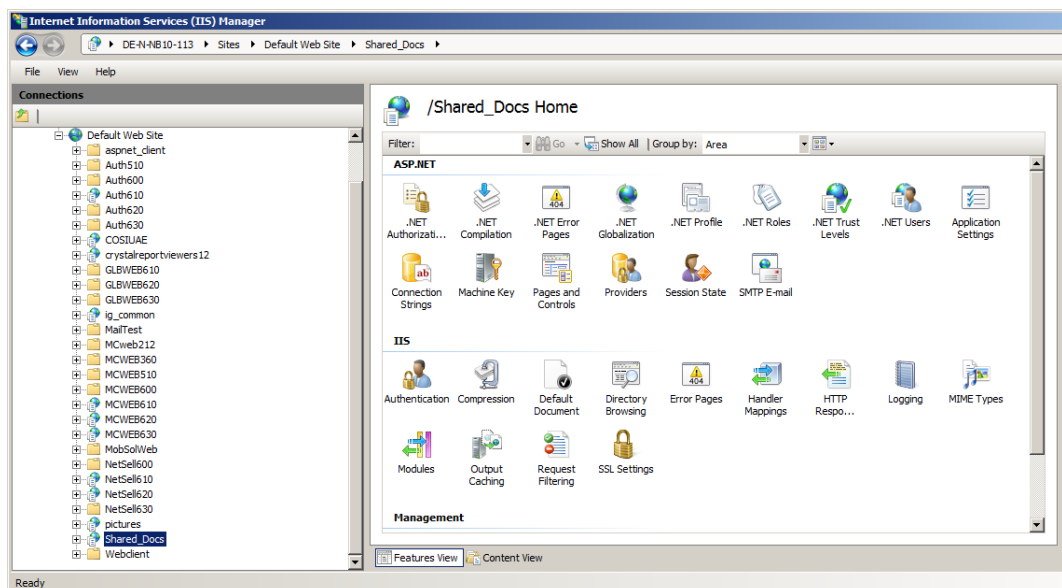 Internet Information Services (IIS) Manager
DE-N-NB10-113 Sites Default Web Site Shared_Docs
File View Help
Connections
Default Web Site
aspnet_client
Auth510
Auth600
Auth610
Auth620
Auth630
COSIUAE
crystalreportviewers12
GLBWEB610
GLBWEB620
GLBWEB630
ig_common
MailTest
MCweb212
MCWEB360
MCWEB510
MCWEB600
MCWEB610
MCWEB620
MCWEB630
MobSolWeb
NetSell600
NetSell610
NetSell620
NetSell630
pictures
Shared_Docs
Webclient
/Shared_Docs Home
Filter: Go Show All Group by: Area
ASP.NET
.NET Authorizati...
.NET Compilation
404
.NET Error Pages
.NET Globalization
.NET Profile
.NET Roles
.NET Trust Levels
.NET Users
Application Settings
ab
Connection Strings
Machine Key
Pages and Controls
Providers
Session State
SMTP E-mail
IIS
Authentication
Compression
Default Document
Directory Browsing
404
Error Pages
Handler Mappings
HTTP Respo...
Logging
MIME Types
Modules
Output Caching
Request Filtering
SSL Settings
Management
Features View Content View
Ready